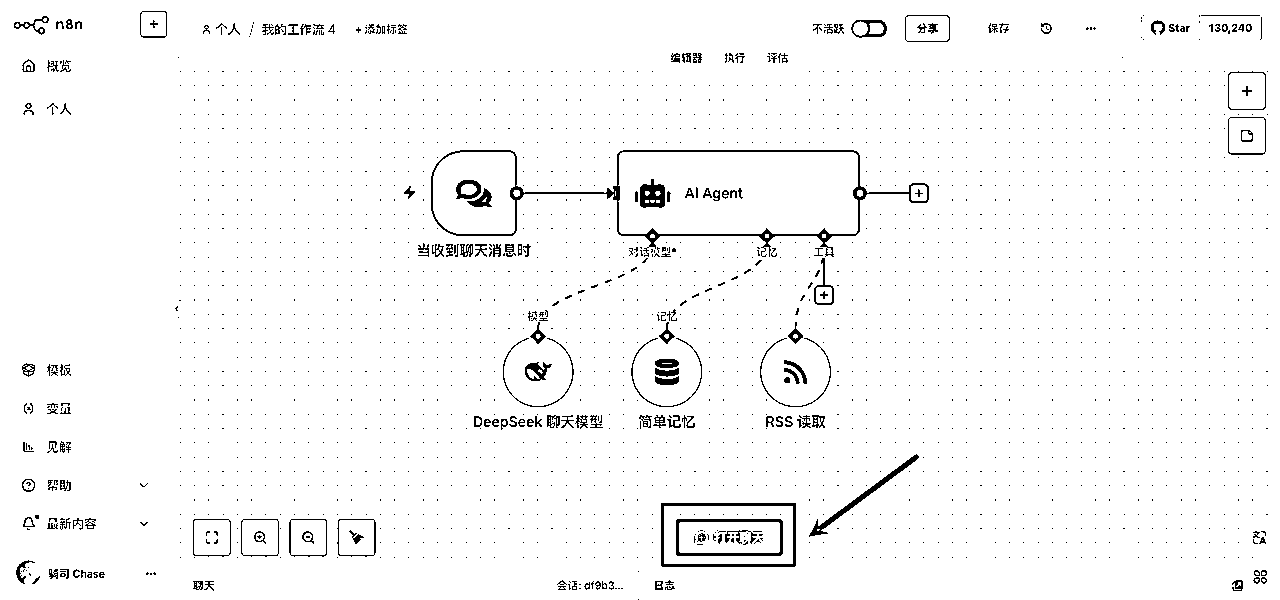 n8n
个人 / 我的工作流 4 + 添加标签
不活跃
分享
保存
Star 130,240
概览
个人
编辑器 执行 评估
AI Agent
当收到聊天消息时
对话模型*
记忆
工具
模型
记忆
DeepSeek 聊天模型
简单记忆
RSS 读取
模板
变量
见解
帮助
最新内容
打开聊天
骑司 Chase
聊天
会话: df9b3...
日志